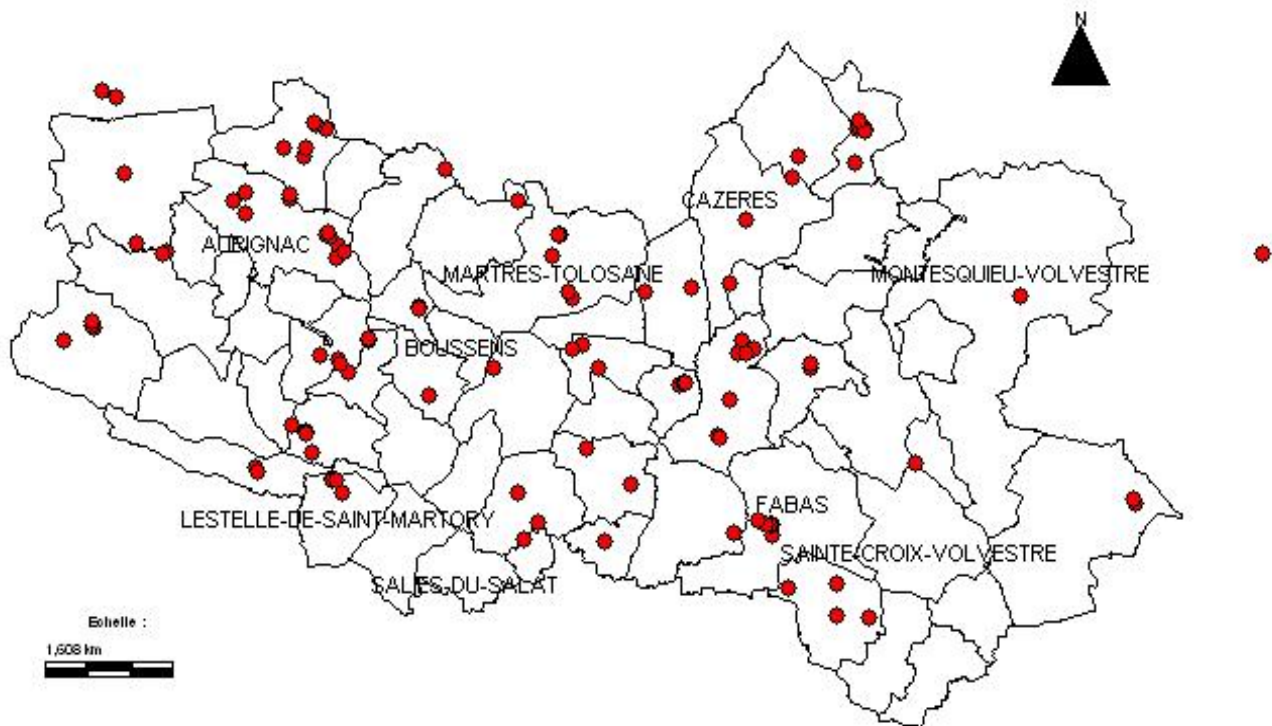 N
CAZERES
AURIGNAC
MARTRES-TOLOSANE
MONTESQUIEU-VOLVESTRE
BOUSSENS
FABAS
LESTELLE-DE-SAINT-MARTORY
SAINTE-CROIX-VOLVESTRE
SALIES-DU-SALAT
Echelle :
1,608 km